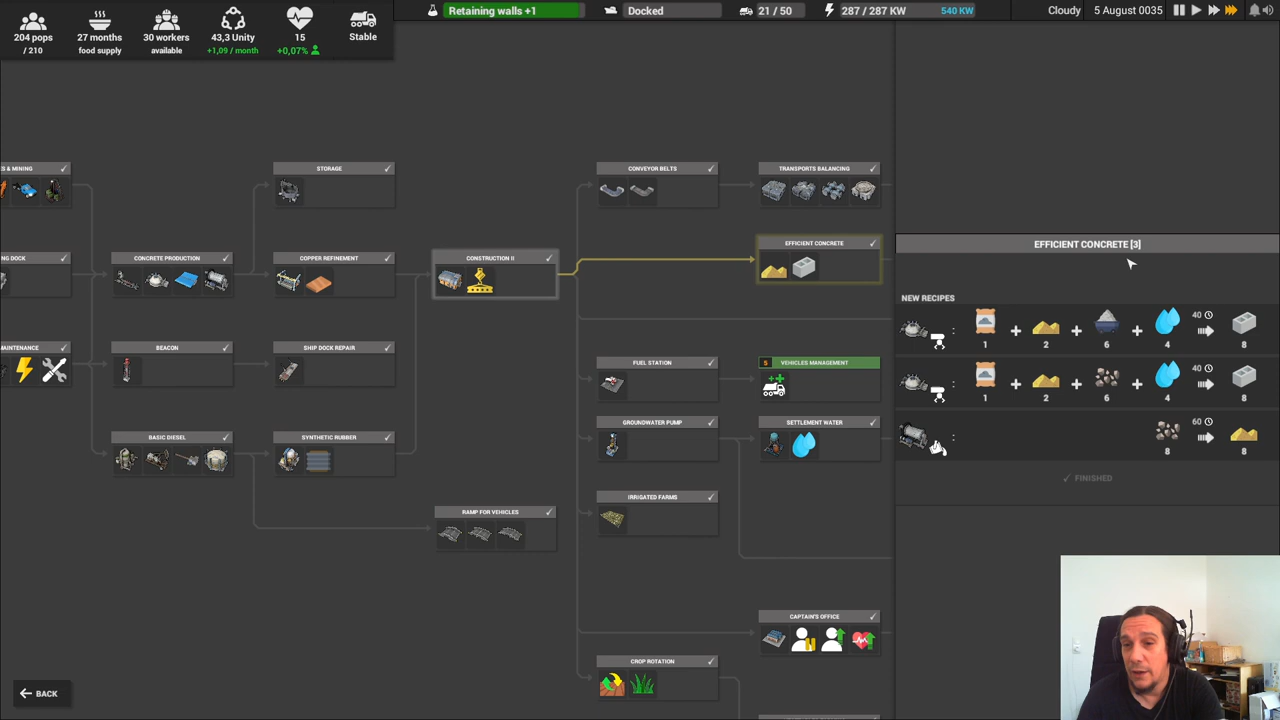 204 pops
/ 210
27 months
food supply
30 workers
available
43,3 Unity
+1,09 / month
15
+0,07%
Stable
Retaining walls +1
Docked
21 / 50
287 / 287 KW
540 KW
Cloudy
5 August 0035
& MINING
STORAGE
CONVEYOR BELTS
TRANSPORTS BALANCING
DOCK
CONCRETE PRODUCTION
COPPER REFINEMENT
CONSTRUCTION II
EFFICIENT CONCRETE
MAINTENANCE
BEACON
SHIP DOCK REPAIR
FUEL STATION
5
VEHICLES MANAGEMENT
BASIC DIESEL
SYNTHETIC RUBBER
GROUNDWATER PUMP
SETTLEMENT WATER
RAMP FOR VEHICLES
IRRIGATED FARMS
CAPTAIN'S OFFICE
CROP ROTATION
BACK
EFFICIENT CONCRETE [3]
NEW RECIPES
: 1 + 2 + 6 + 4 40 8
: 1 + 2 + 6 + 4 40 8
: 8 60 8
✓ FINISHED